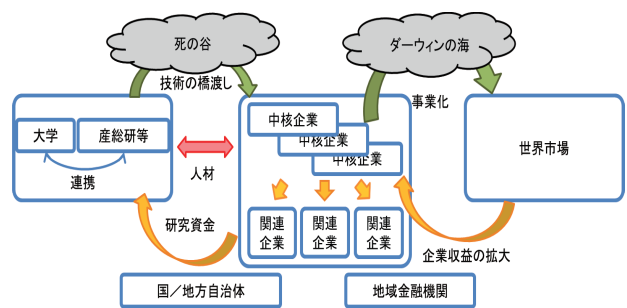 死の谷
ダーウィンの海
技術の橋渡し
事業化
大学
産総研等
連携
人材
中核企業
中核企業
中核企業
世界市場
関連
企業
関連
企業
関連
企業
研究資金
企業収益の拡大
国／地方自治体
地域金融機関